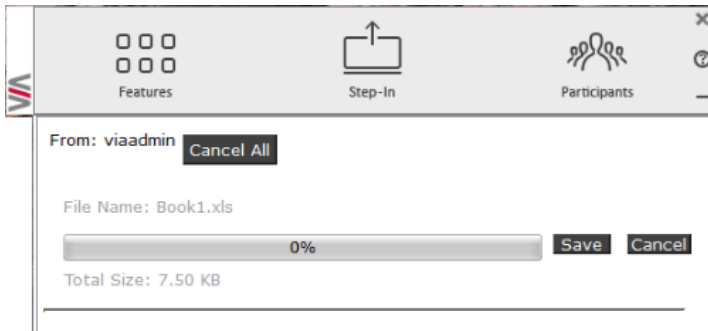 Features Step-In Participants
From: viaadmin Cancel All
File Name: Book1.xls
0% Save Cancel
Total Size: 7.50 KB